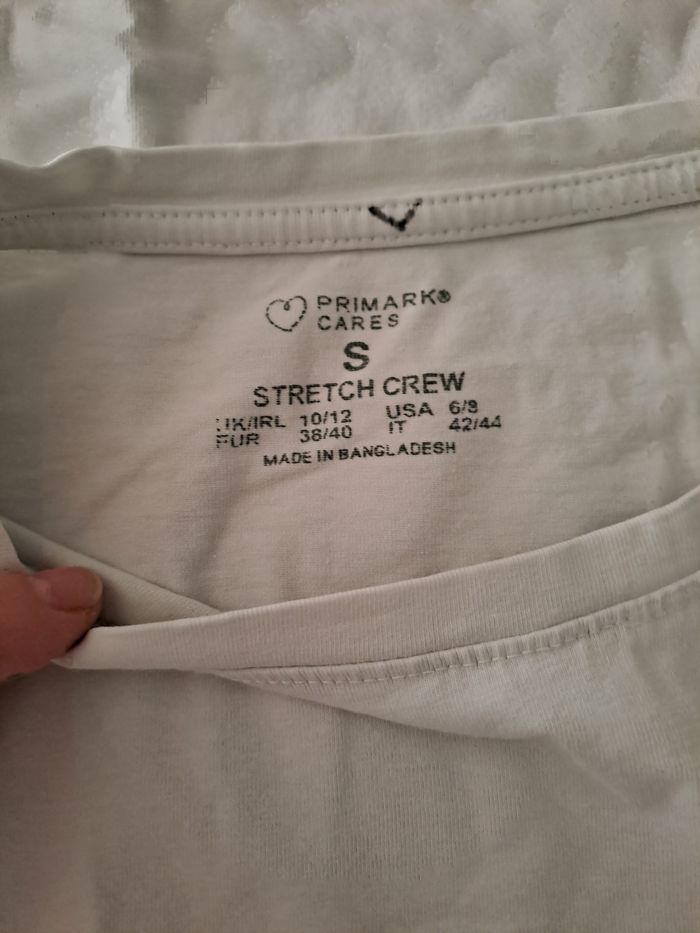 PRIMARK®
CARES
S
STRETCH CREW
UK/IRL 10/12 USA 6/8
EUR 38/40 IT 42/44
MADE IN BANGLADESH